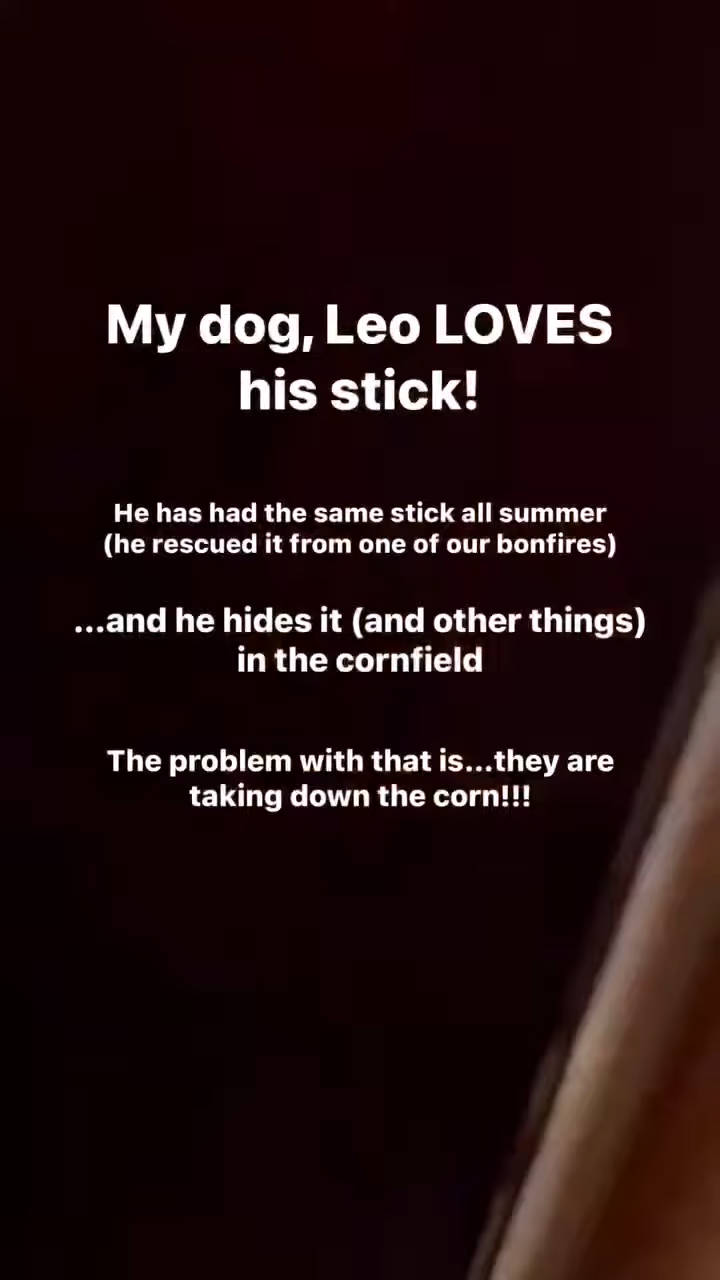 My dog, Leo LOVES
his stick!
He has had the same stick all summer
(he rescued it from one of our bonfires)
...and he hides it (and other things)
in the cornfield
The problem with that is...they are
taking down the corn!!!